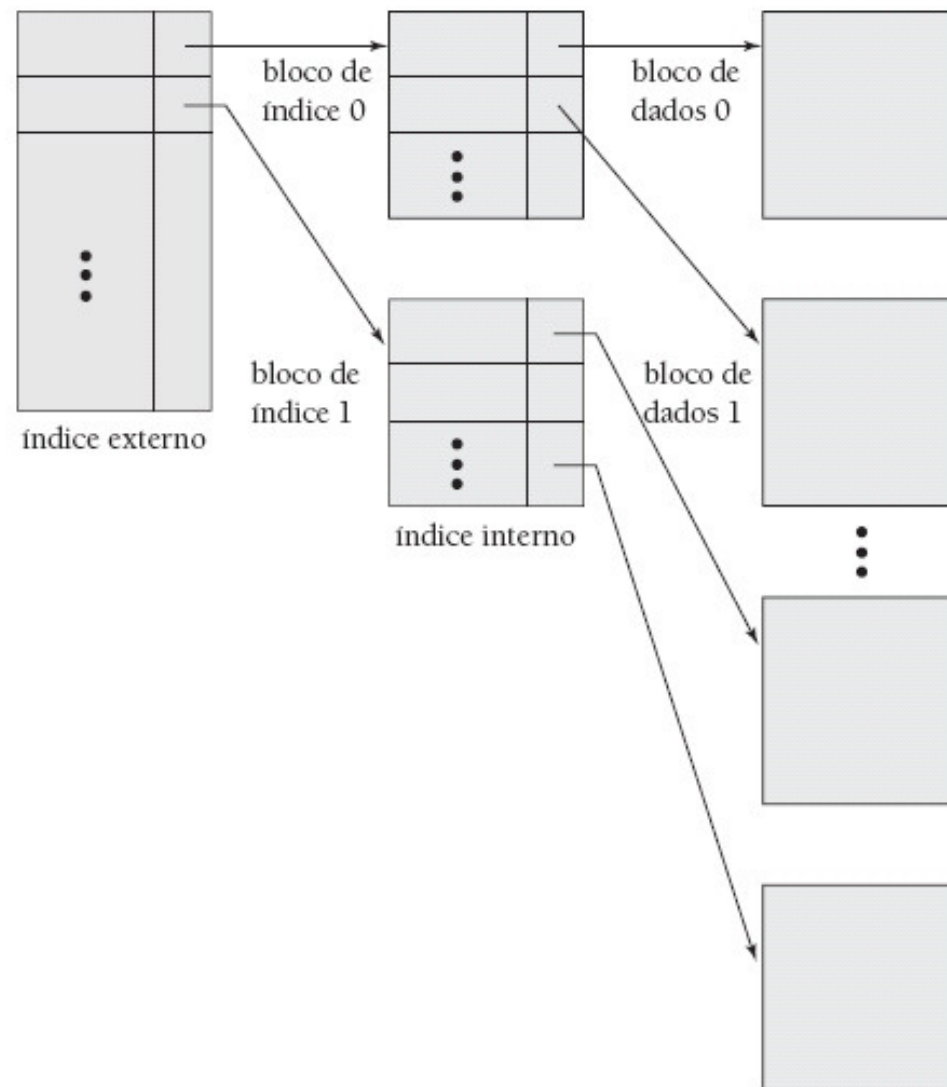 bloco de
índice 0
bloco de
dados 0
índice externo
bloco de
índice 1
bloco de
dados 1
índice interno